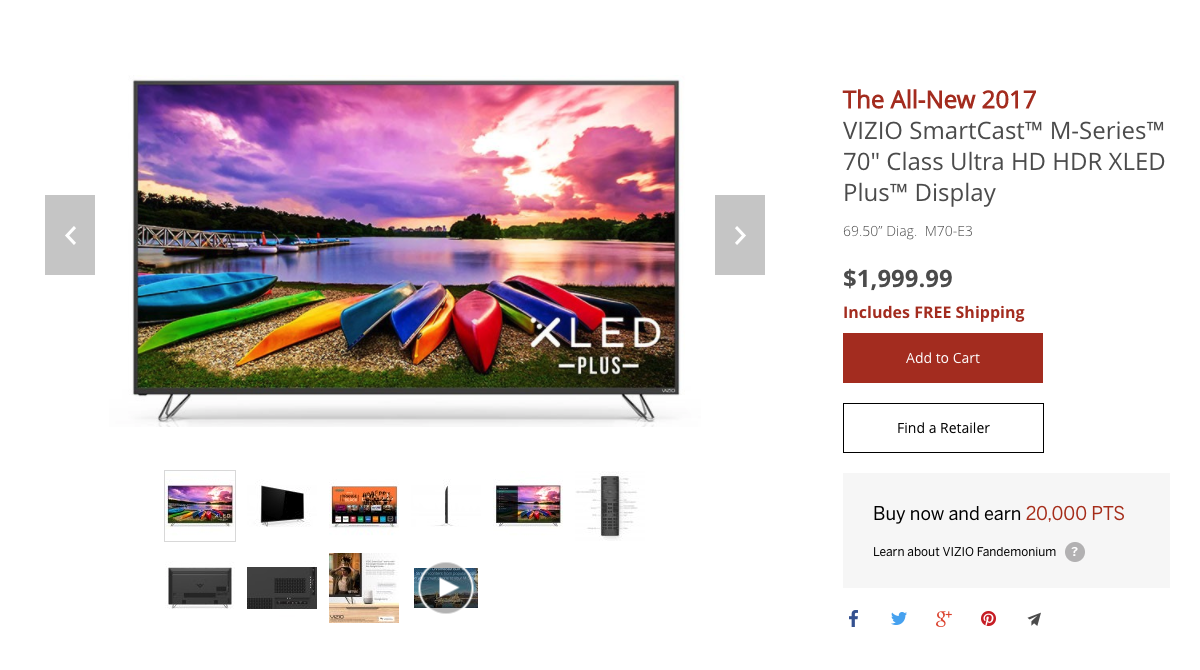 The All-New 2017
VIZIO SmartCast™ M-Series™
70" Class Ultra HD HDR XLED
Plus™ Display
69.50” Diag.  M70-E3
$1,999.99
Includes FREE Shipping
Add to Cart
Find a Retailer
Buy now and earn 20,000 PTS
Learn about VIZIO Fandemonium ?
XLED
—PLUS—
VIZIO
VIZIO